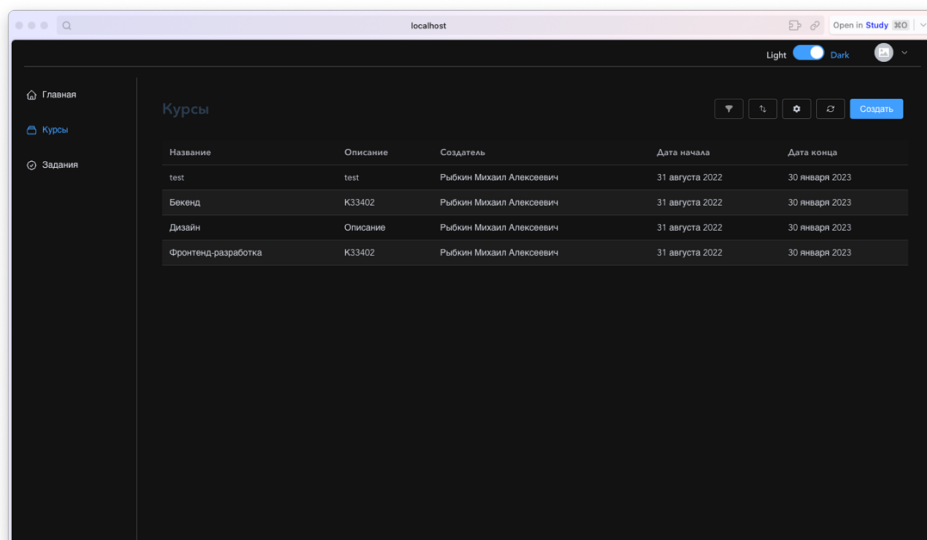 localhost
Open in Study ⌘O
Light Dark
Главная
Курсы
Задания
Курсы
Создать
Название Описание Создатель Дата начала Дата конца
test test Рыбкин Михаил Алексеевич 31 августа 2022 30 января 2023
Бекенд K33402 Рыбкин Михаил Алексеевич 31 августа 2022 30 января 2023
Дизайн Описание Рыбкин Михаил Алексеевич 31 августа 2022 30 января 2023
Фронтенд-разработка K33402 Рыбкин Михаил Алексеевич 31 августа 2022 30 января 2023